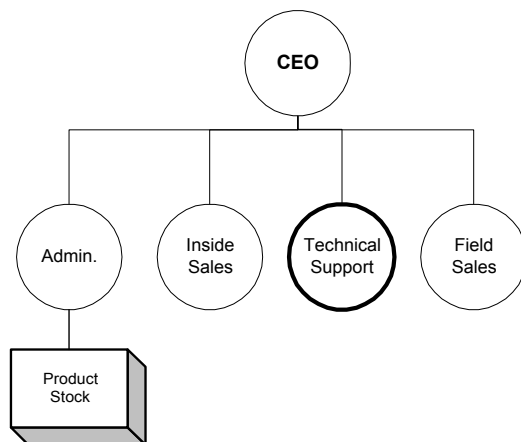 CEO
Admin.
Inside
Sales
Technical
Support
Field
Sales
Product
Stock